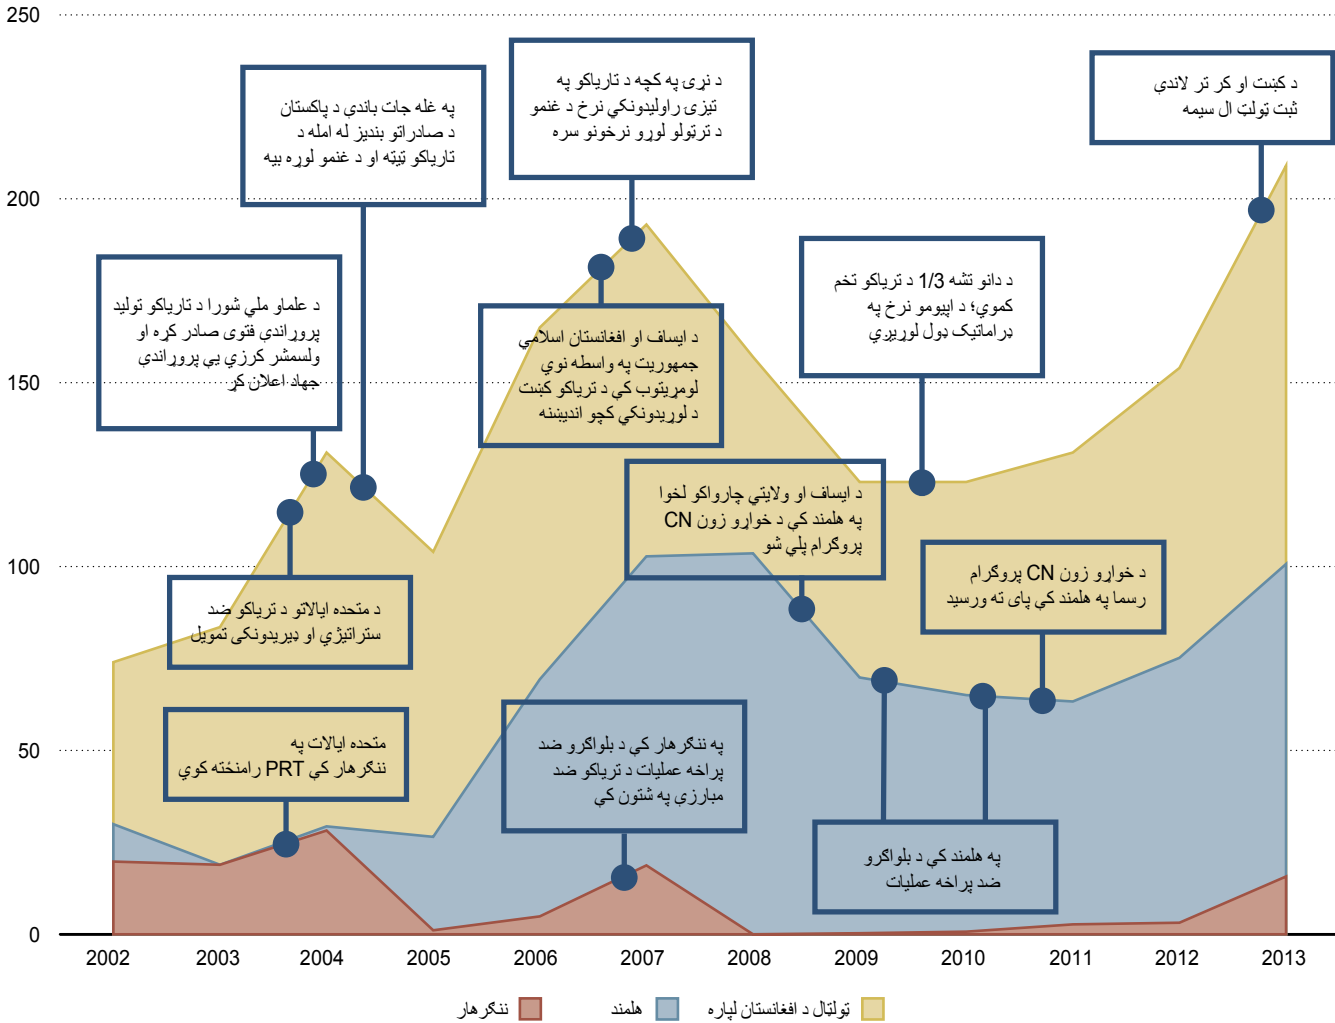 250
200
150
100
50
0
په غله جات باندې د پاکستان
د صادراتو بندیز له امله د
تاریاکو ټیټه او د غنمو لوړه بیه
د نړۍ په کچه د تاریاکو په
تیزۍ راولیدونکي نرخ د غنمو
د ترټولو لوړو نرخونو سره
د کښت او کر تر لاندې
ثبت ټولټ ال سیمه
د علماو ملي شورا د تاریاکو تولید
پروړاندې فتوی صادر کړه او
ولسمشر کرزي یې پروړاندې
جهاد اعلان کړ
د ایساف او افغانستان اسلامي
جمهوریت په واسطه نوي
لومړیتوب کې د تریاکو کښت
د لوړیدونکي کچو اندیښنه
د دانو تشه 1/3 د تریاکو تخم
کموي؛ د اپیومو نرخ په
ډراماتیک ډول لوړیږي
د ایساف او ولایتي چارواکو لخوا
په هلمند کې د خواړو زون CN
پروګرام پلي شو
د خواړو زون CN پروګرام
رسما په هلمند کې پای ته ورسید
د متحده ایالاتو د تریاکو ضد
ستراتیژي او ډیریدونکی تمویل
متحده ایالات په
ننګرهار کې PRT رامنځته کوي
په ننګرهار کې د بلواګرو ضد
پراخه عملیات د تریاکو ضد
مبارزې په شتون کې
په هلمند کې د بلواګرو
ضد پراخه عملیات
2002 2003 2004 2005 2006 2007 2008 2009 2010 2011 2012 2013
ټولټال د افغانستان لپاره
هلمند
ننګرهار